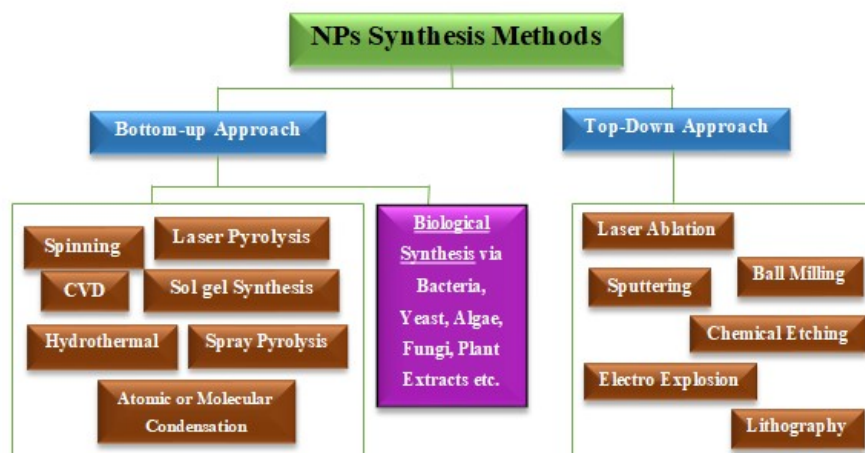 NPs Synthesis Methods
Bottom-up Approach
Top-Down Approach
Spinning
Laser Pyrolysis
CVD
Sol gel Synthesis
Hydrothermal
Spray Pyrolysis
Atomic or Molecular
Condensation
Biological
Synthesis via
Bacteria,
Yeast, Algae,
Fungi, Plant
Extracts etc.
Laser Ablation
Ball Milling
Sputtering
Chemical Etching
Electro Explosion
Lithography